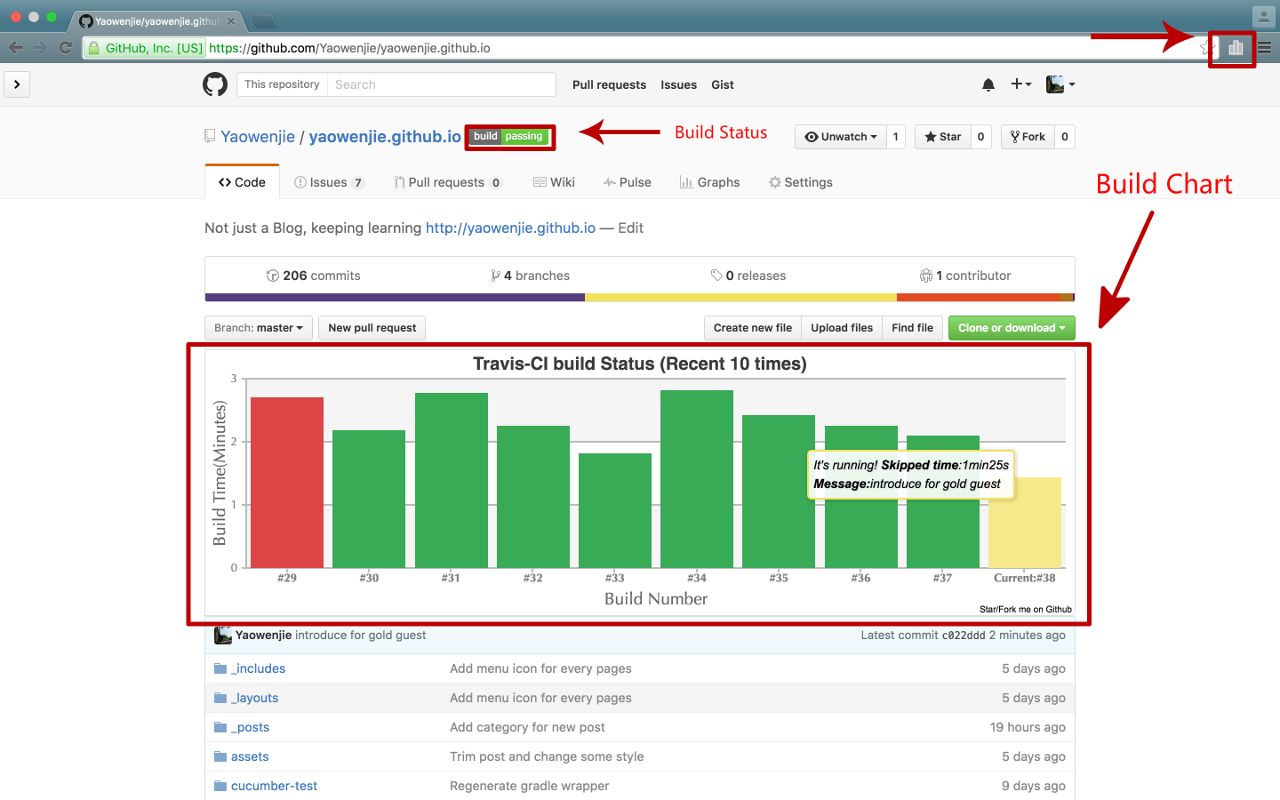 Yaowenjie/yaowenjie.github
GitHub, Inc. [US] https://github.com/Yaowenjie/yaowenjie.github.io
This repository Search Pull requests Issues Gist
Yaowenjie / yaowenjie.github.io build passing Build Status Unwatch 1 Star 0 Fork 0
Code Issues 7 Pull requests 0 Wiki Pulse Graphs Settings
Build Chart
Not just a Blog, keeping learning http://yaowenjie.github.io — Edit
206 commits 4 branches 0 releases 1 contributor
Branch: master New pull request Create new file Upload files Find file Clone or download
Travis-CI build Status (Recent 10 times)
Build Time(Minutes)
3
2
1
0
It's running! Skipped time:1min25s
Message:introduce for gold guest
#29 #30 #31 #32 #33 #34 #35 #36 #37 Current:#38
Build Number
Star/Fork me on Github
Yaowenjie introduce for gold guest Latest commit c022ddd 2 minutes ago
_includes Add menu icon for every pages 5 days ago
_layouts Add menu icon for every pages 5 days ago
_posts Add category for new post 19 hours ago
assets Trim post and change some style 5 days ago
cucumber-test Regenerate gradle wrapper 9 days ago